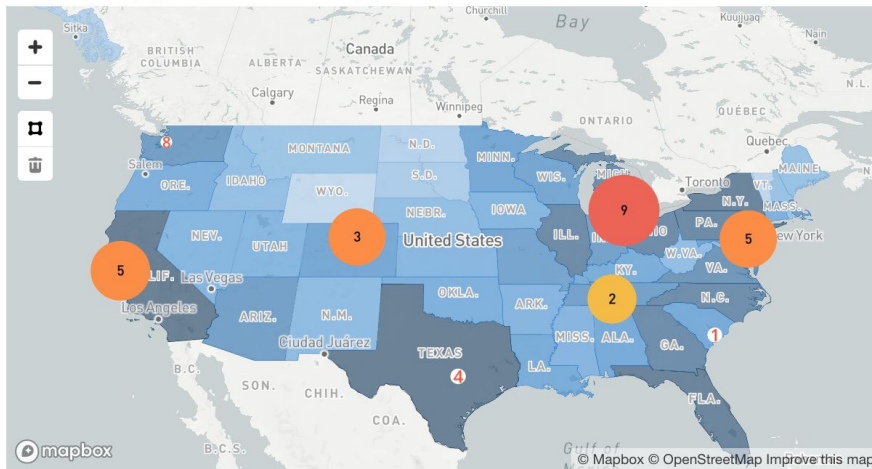 Sitka
Churchill
Bay
Kuujjuaq
Nain
+
−
BRITISH
COLUMBIA
ALBERTA
Canada
SASKATCHEWAN
Calgary
Regina
Winnipeg
ONTARIO
QUÉBEC
N.L.
Quebec
8
Salem
ORE.
IDAHO
MONTANA
N.D.
S.D.
MINN.
WIS.
MICH.
Toronto
VT.
MAINE
N.Y.
MASS.
WYO.
NEBR.
IOWA
ILL.
9
PA.
5
3
United States
5
NEV.
UTAH
Las Vegas
Los Angeles
ARIZ.
N.M.
OKLA.
ARK.
KY.
W.VA.
VA.
N.C.
2
1
MISS.
ALA.
GA.
Ciudad Juárez
TEXAS
4
LA.
FLA.
B.C.
SON.
CHIH.
COA.
B.C.S.
Gulf of
mapbox
© Mapbox © OpenStreetMap Improve this map